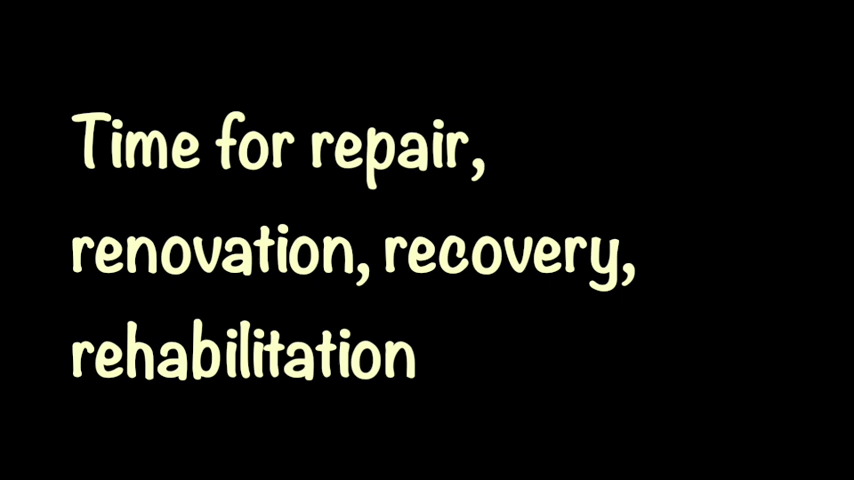 Time for repair,
renovation, recovery,
rehabilitation